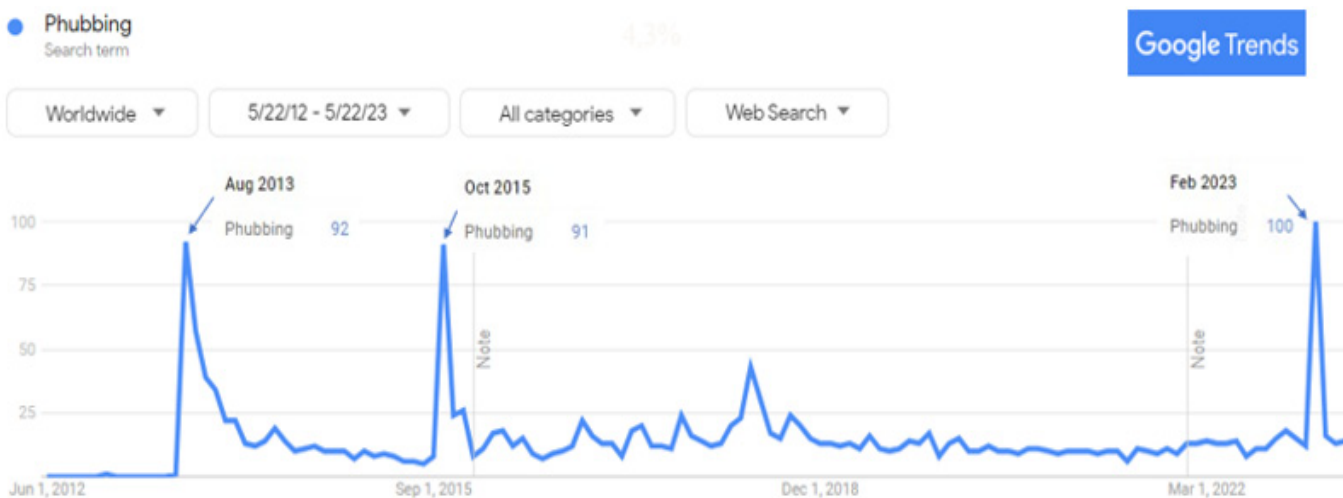 Phubbing
Search term
4,3%
Google Trends
Worldwide
5/22/12 - 5/22/23
All categories
Web Search
Aug 2013
Phubbing 92
Oct 2015
Phubbing 91
Feb 2023
Phubbing 100
100
75
50
25
Note
Note
Jun 1, 2012
Sep 1, 2015
Dec 1, 2018
Mar 1, 2022